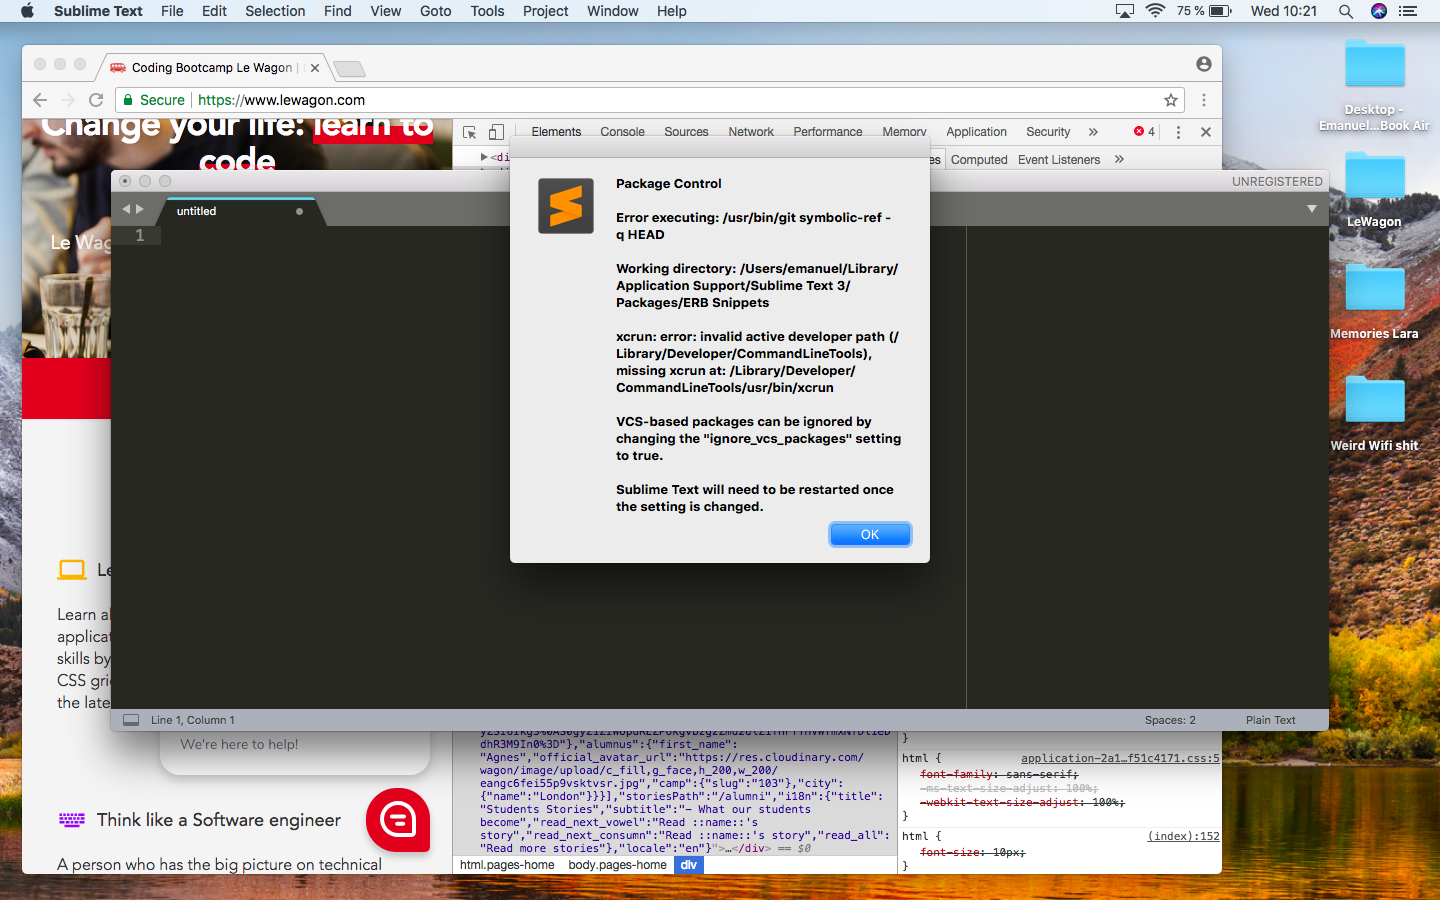 Sublime Text File Edit Selection Find View Goto Tools Project Window Help 75 % Wed 10:21
Coding Bootcamp Le Wagon |
Secure https://www.lewagon.com
Change your life: learn to
code
Le Wag
Elements Console Sources Network Performance Memory Application Security » 4
<di
es Computed Event Listeners »
UNREGISTERED
untitled
1
Package Control
Error executing: /usr/bin/git symbolic-ref -
q HEAD
Working directory: /Users/emanuel/Library/
Application Support/Sublime Text 3/
Packages/ERB Snippets
xcrun: error: invalid active developer path (/
Library/Developer/CommandLineTools),
missing xcrun at: /Library/Developer/
CommandLineTools/usr/bin/xcrun
VCS-based packages can be ignored by
changing the "ignore_vcs_packages" setting
to true.
Sublime Text will need to be restarted once
the setting is changed.
OK
Line 1, Column 1 Spaces: 2 Plain Text
Desktop -
Emanuel...Book Air
LeWagon
Memories Lara
Weird Wifi shit
Le
Learn al
applicat
skills by
CSS gri
the late
We're here to help!
Think like a Software engineer
A person who has the big picture on technical
dhR3M9In0%3D"},"alumnus":{"first_name":
"Agnes","official_avatar_url":"https://res.cloudinary.com/
wagon/image/upload/c_fill,g_face,h_200,w_200/
eangc6fei55p9vsktvsr.jpg","camp":{"slug":"103"},"city":
{"name":"London"}}}],"storiesPath":"/alumni","i18n":{"title":
"Students Stories","subtitle":"— What our students
become","read_next_vowel":"Read ::name::'s
story","read_next_consumn":"Read ::name::'s story","read_all":
"Read more stories"},"locale":"en"}">…</div> == $0
html.pages-home body.pages-home div
}
html { application-2a1…f51c4171.css:5
font-family: sans-serif;
-ms-text-size-adjust: 100%;
-webkit-text-size-adjust: 100%;
}
html { (index):152
font-size: 10px;
}